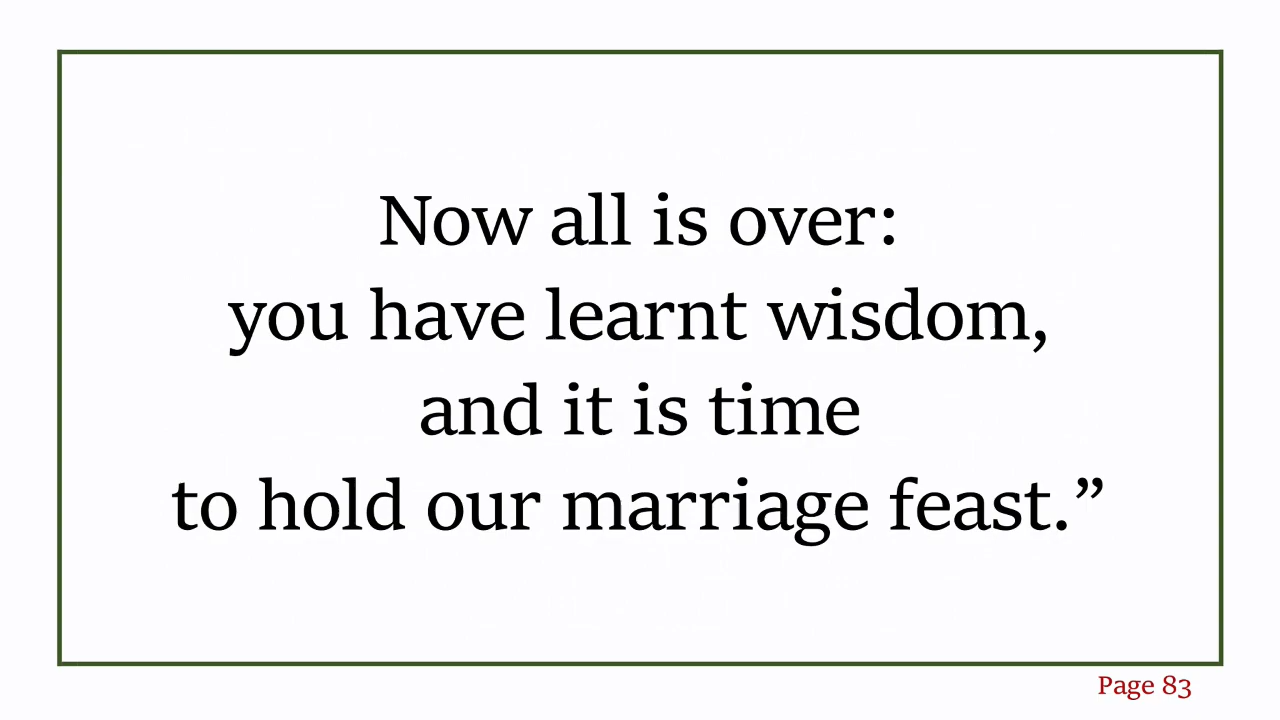 Now all is over:
you have learnt wisdom,
and it is time
to hold our marriage feast.”
Page 83